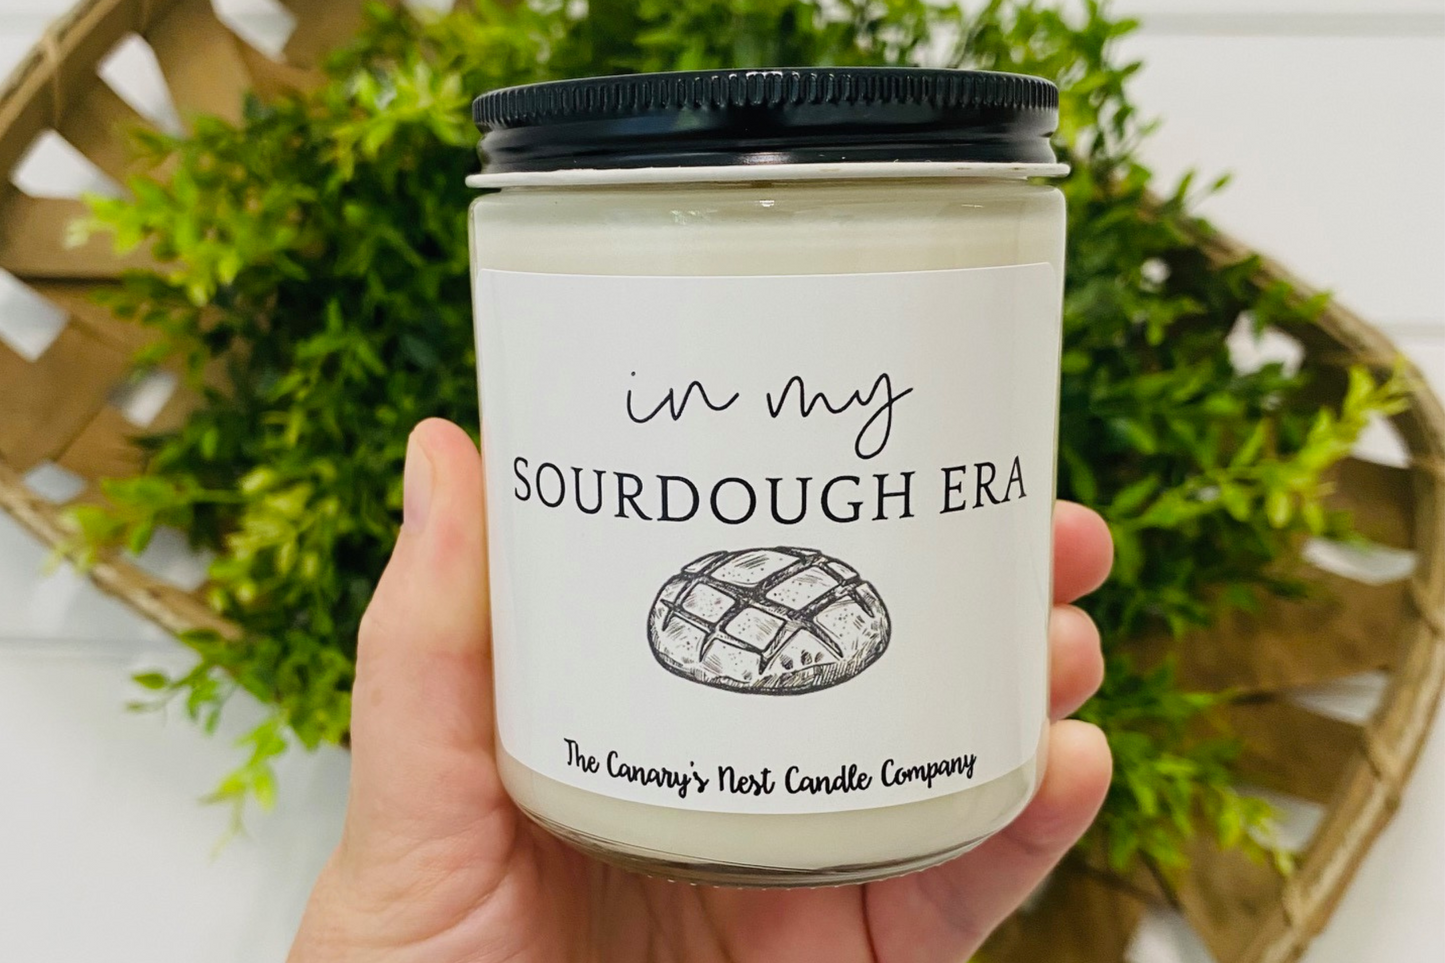 in my
SOURDOUGH ERA
The Canary's Nest Candle Company